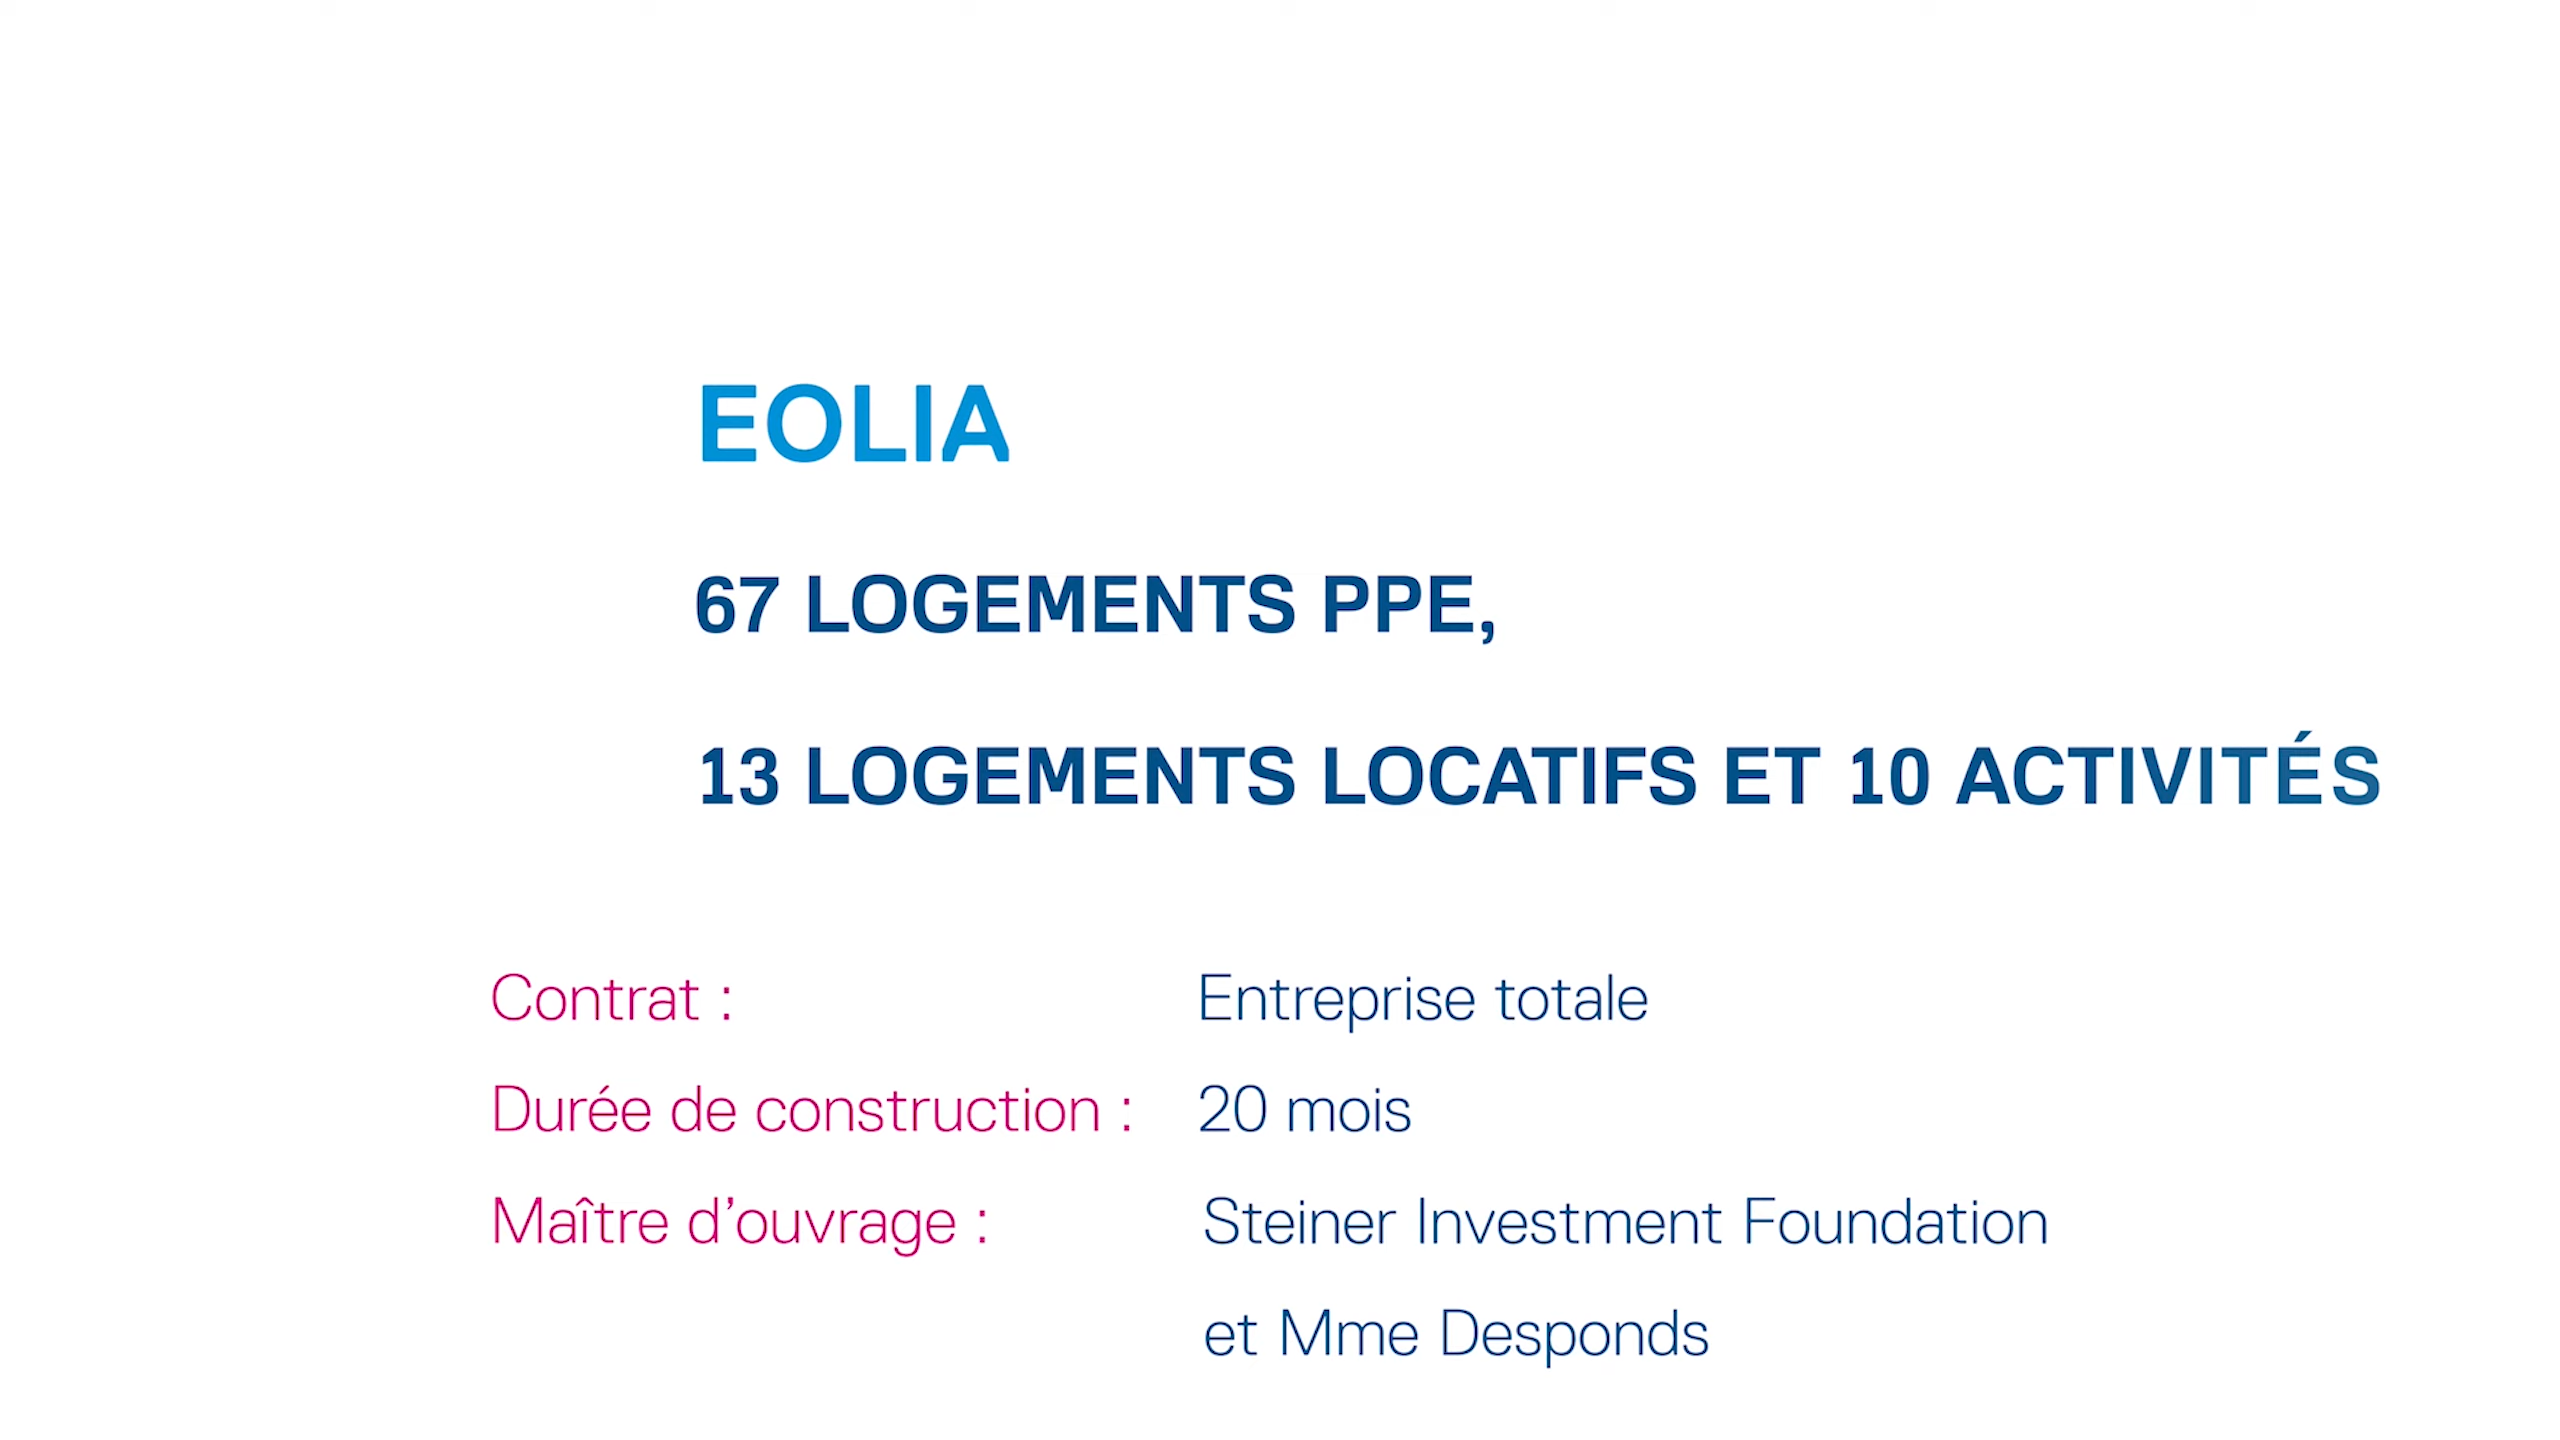 EOLIA
67 LOGEMENTS PPE,
13 LOGEMENTS LOCATIFS ET 10 ACTIVITÉS
Contrat : Entreprise totale
Durée de construction : 20 mois
Maître d’ouvrage : Steiner Investment Foundation
et Mme Desponds